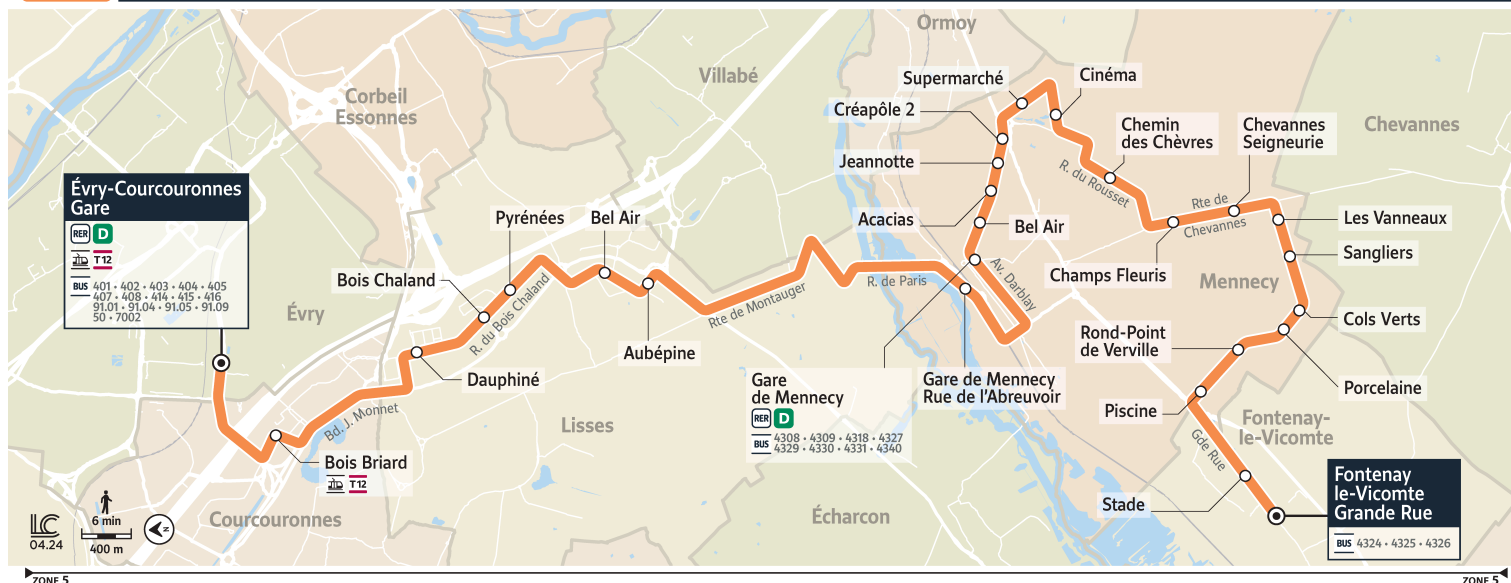 Ormoy
Villabé
Corbeil
Essonnes
Chevannes
Supermarché
Cinéma
Créapôle 2
Chemin
des Chèvres
Chevannes
Seigneurie
Jeannotte
R. du Rousset
Évry-Courcouronnes
Gare
RER D
T12
BUS
401 • 402 • 403 • 404 • 405
407 • 408 • 414 • 415 • 416
91.01 • 91.04 • 91.05 • 91.09
50 • 7002
Pyrénées
Bel Air
Acacias
Bel Air
Rte de
Chevannes
Les Vanneaux
Sangliers
Bois Chaland
Champs Fleuris
Mennecy
R. de Paris
Av. Darblay
Évry
R. du Bois Chaland
Rte de Montauger
Cols Verts
Rond-Point
de Verville
Aubépine
Dauphiné
Gare
de Mennecy
RER D
BUS
4308 • 4309 • 4318 • 4327
4329 • 4330 • 4331 • 4340
Gare de Mennecy
Rue de l'Abreuvoir
Porcelaine
Piscine
Bd. J. Monnet
Lisses
Fontenay-
le-Vicomte
Gde Rue
Bois Briard
T12
Fontenay
le-Vicomte
Grande Rue
BUS 4324 • 4325 • 4326
Stade
Courcouronnes
Écharcon
LC
04.24
6 min
400 m
N
ZONE 5
ZONE 5